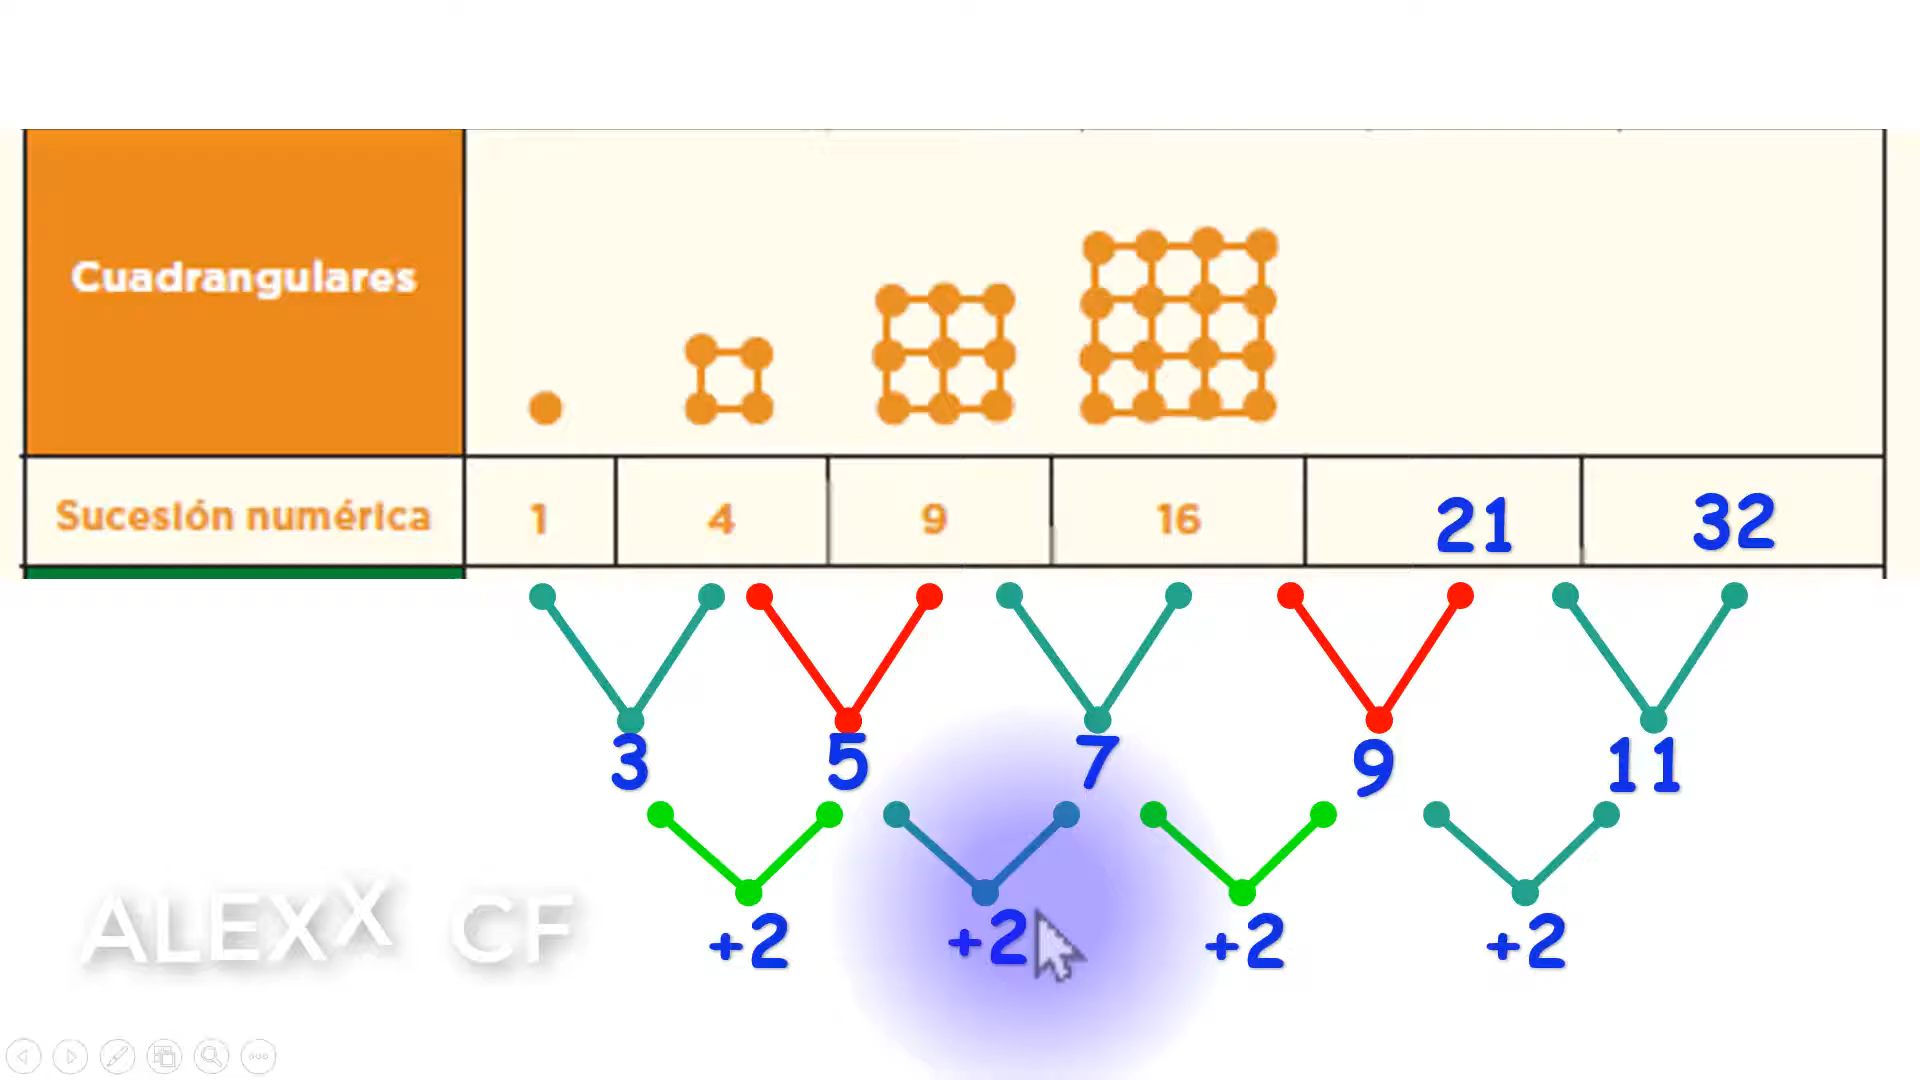 Cuadrangulares
Sucesión numérica 1 4 9 16 21 32
3 5 7 9 11
+2 +2 +2 +2
ALEXX CF